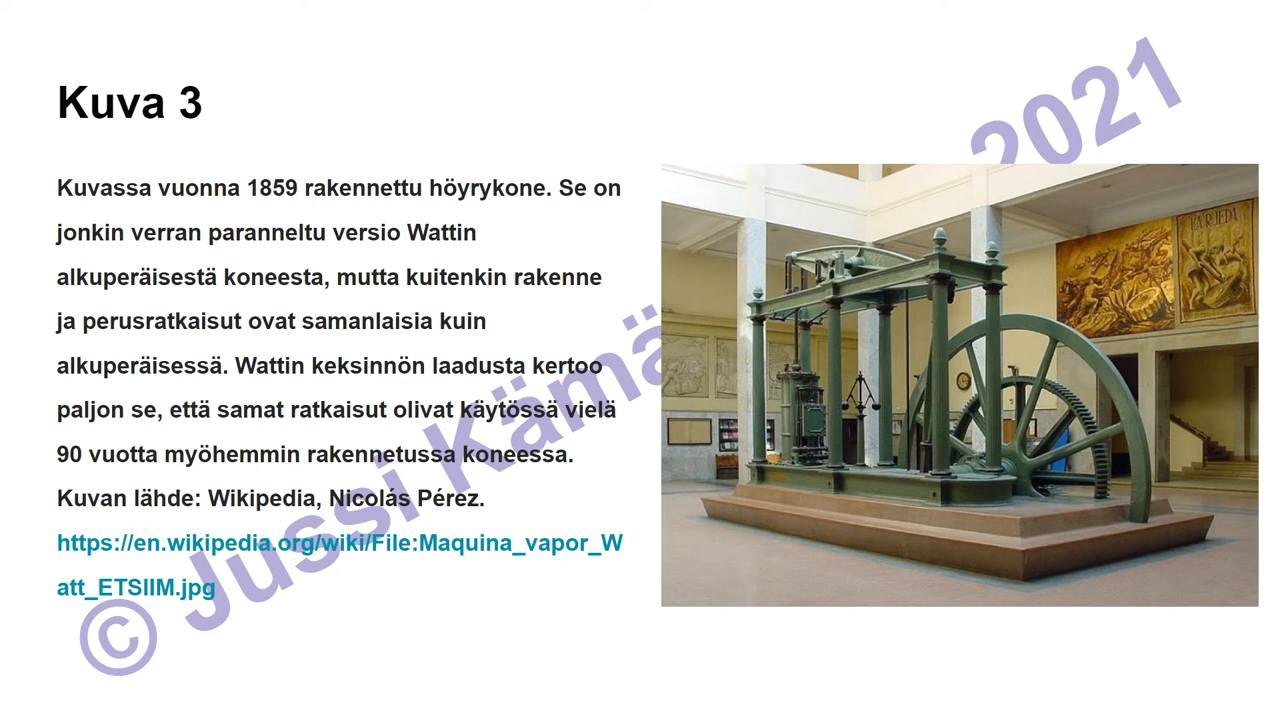 Kuva 3
Kuvassa vuonna 1859 rakennettu höyrykone. Se on
jonkin verran paranneltu versio Wattin
alkuperäisestä koneesta, mutta kuitenkin rakenne
ja perusratkaisut ovat samanlaisia kuin
alkuperäisessä. Wattin keksinnön laadusta kertoo
paljon se, että samat ratkaisut olivat käytössä vielä
90 vuotta myöhemmin rakennetussa koneessa.
Kuvan lähde: Wikipedia, Nicolás Pérez.
https://en.wikipedia.org/wiki/File:Maquina_vapor_W
att_ETSIIM.jpg
© Jussi Kämä 2021